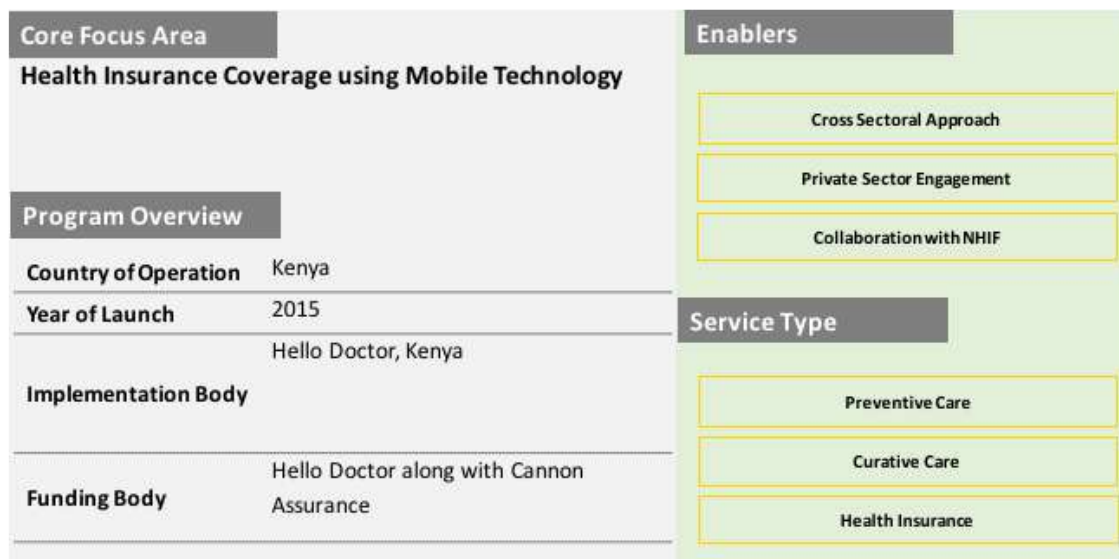 Core Focus Area
Health Insurance Coverage using Mobile Technology
Program Overview
Country of Operation Kenya
Year of Launch 2015
Implementation Body Hello Doctor, Kenya
Funding Body Hello Doctor along with Cannon
Assurance
Enablers
Cross Sectoral Approach
Private Sector Engagement
Collaboration with NHIF
Service Type
Preventive Care
Curative Care
Health Insurance